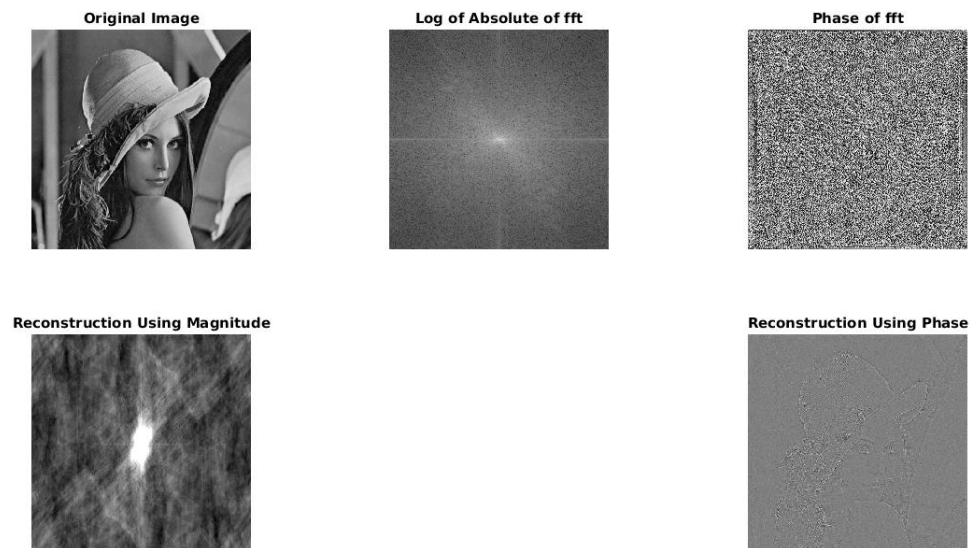 Original Image
Log of Absolute of fft
Phase of fft
Reconstruction Using Magnitude
Reconstruction Using Phase